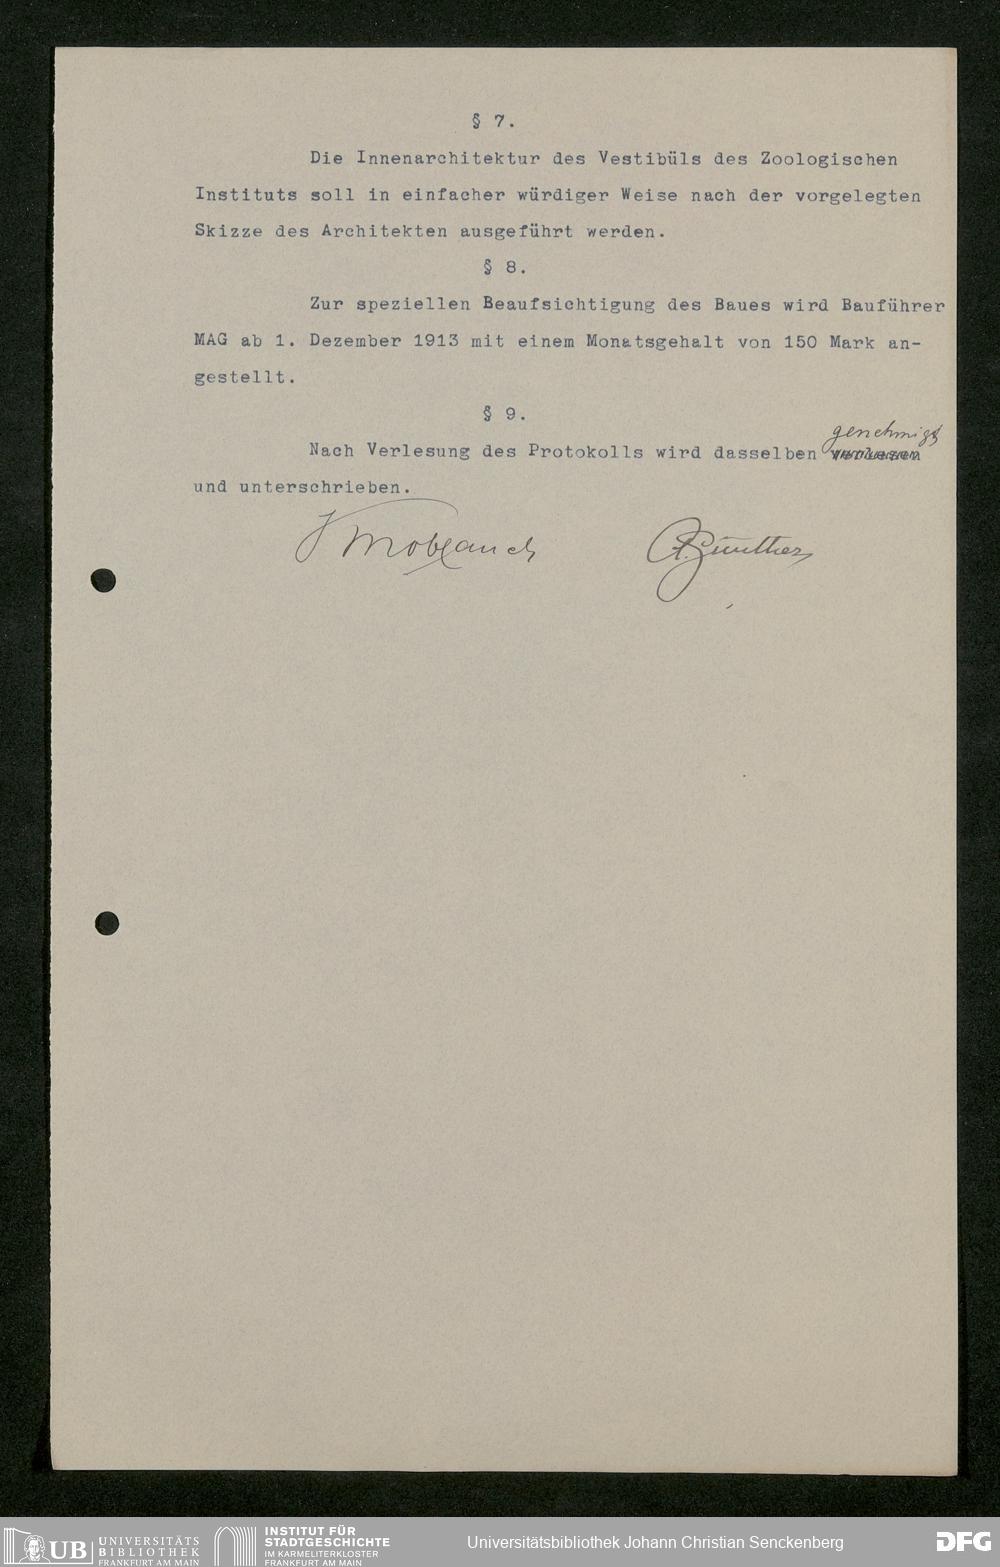 § 7.
Die Innenarchitektur des Vestibüls des Zoologischen
Instituts soll in einfacher würdiger Weise nach der vorgelegten
Skizze des Architekten ausgeführt werden.
§ 8.
Zur speziellen Beaufsichtigung des Baues wird Bauführer
MAG ab 1. Dezember 1913 mit einem Monatsgehalt von 150 Mark an-
gestellt.
§ 9.
genehmigt
Nach Verlesung des Protokolls wird dasselben verlesen
und unterschrieben.
Günther
UB UNIVERSITÄTS
BIBLIOTHEK
FRANKFURT AM MAIN
INSTITUT FÜR
STADTGESCHICHTE
IM KARMELITERKLOSTER
FRANKFURT AM MAIN
Universitätsbibliothek Johann Christian Senckenberg
DFG